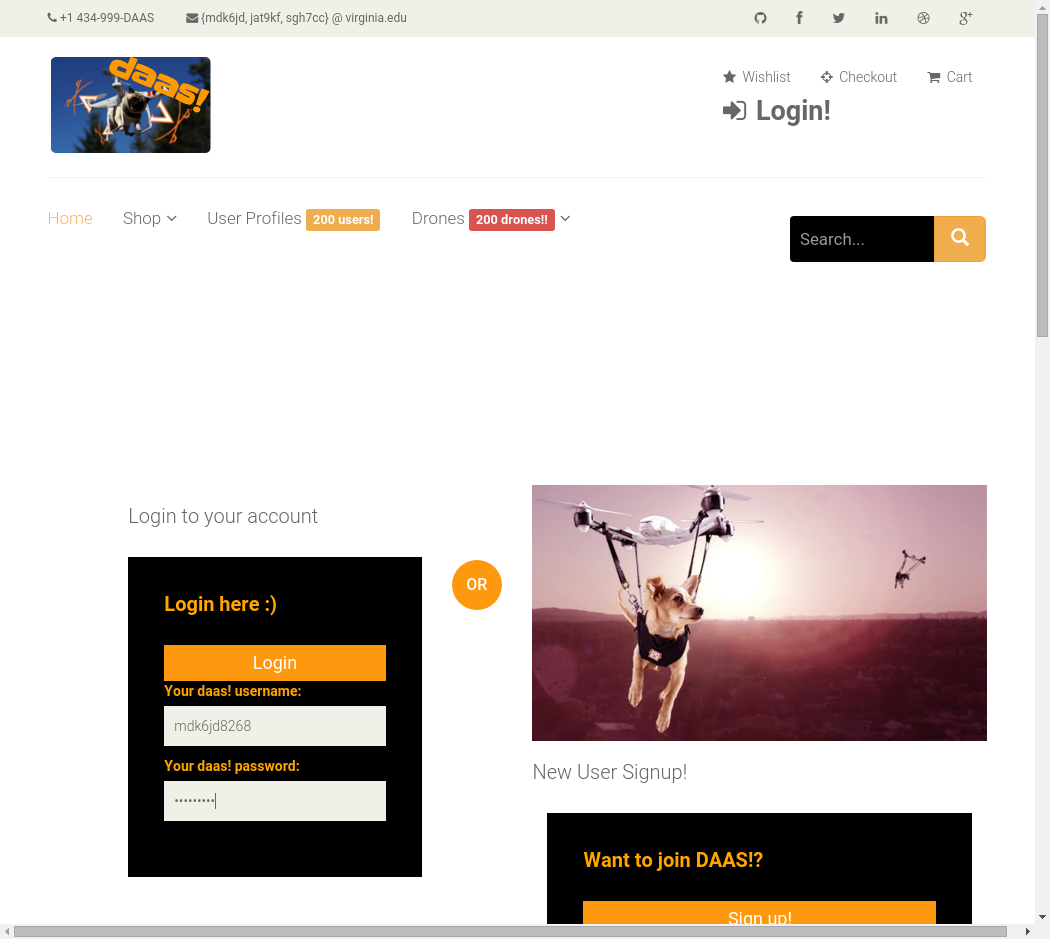 +1 434-999-DAAS {mdk6jd, jat9kf, sgh7cc} @ virginia.edu
daas!
Wishlist Checkout Cart
Login!
Home Shop User Profiles 200 users! Drones 200 drones!!
Search...
Login to your account
Login here :)
Login
Your daas! username:
mdk6jd8268
Your daas! password:
•••••••••
OR
New User Signup!
Want to join DAAS!?
Sign up!